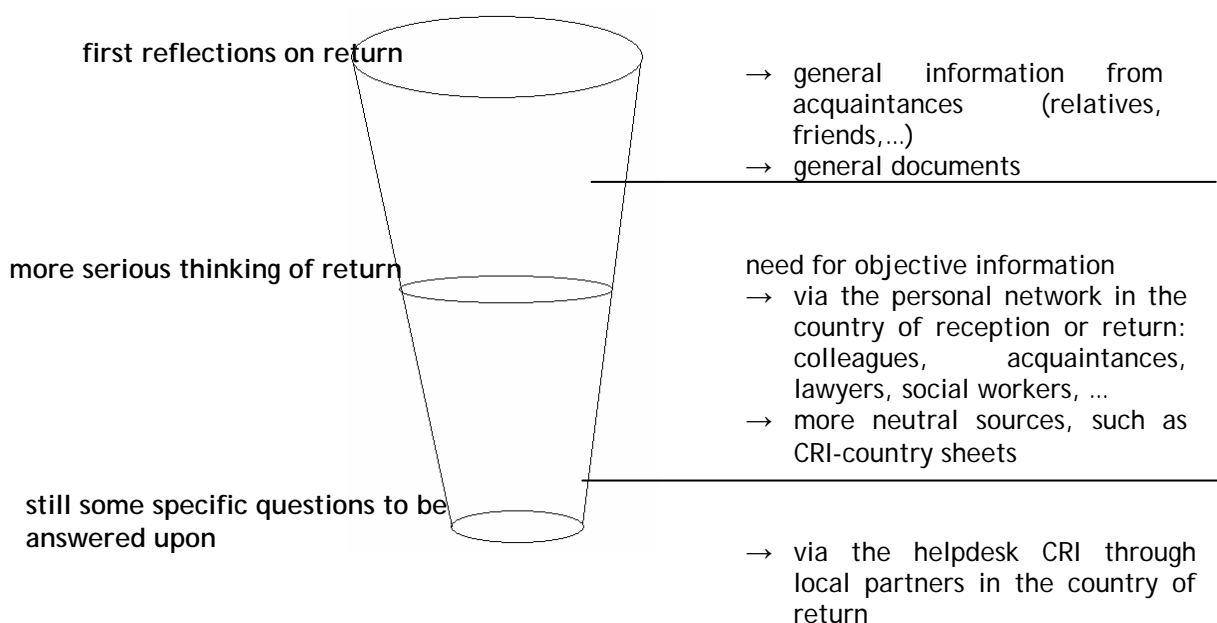 first reflections on return
→ general information from
acquaintances (relatives,
friends,...)
→ general documents
more serious thinking of return
need for objective information
→ via the personal network in the
country of reception or return:
colleagues, acquaintances,
lawyers, social workers, ...
→ more neutral sources, such as
CRI-country sheets
still some specific questions to be
answered upon
→ via the helpdesk CRI through
local partners in the country of
return